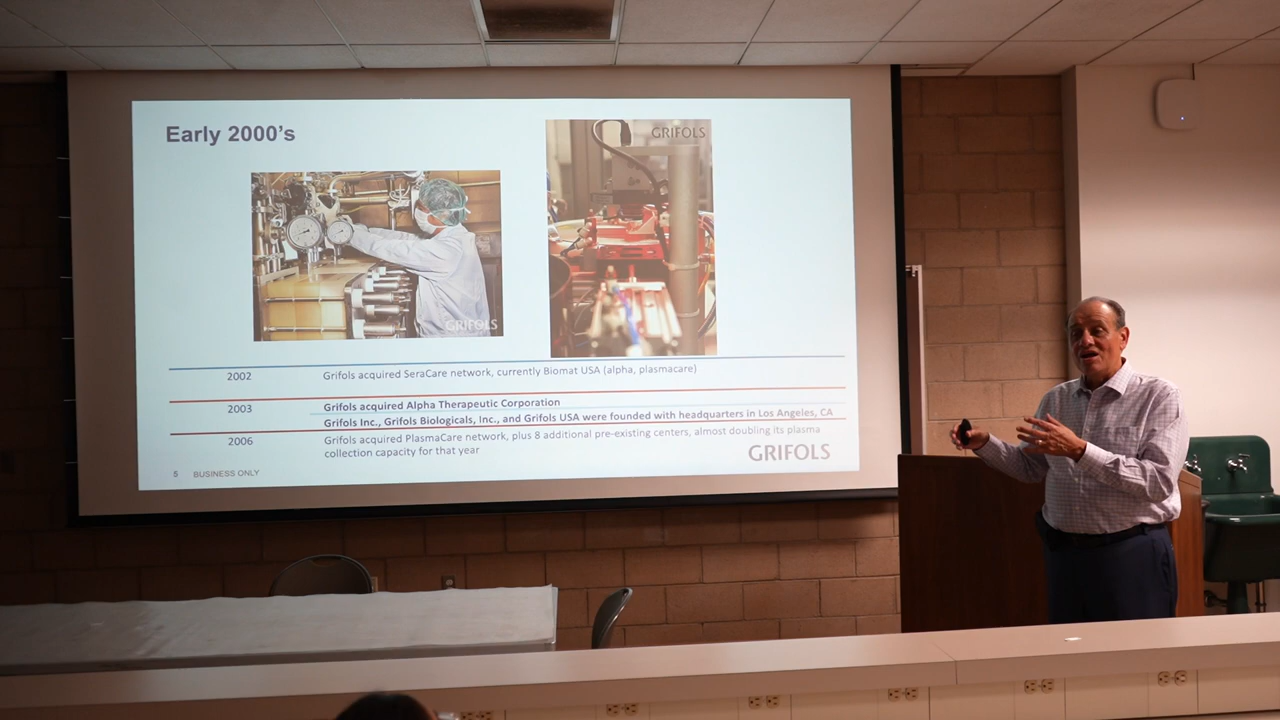 Early 2000's
GRIFOLS
GRIFOLS
2002 Grifols acquired SeraCare network, currently Biomat USA (alpha, plasmacare)
2003 Grifols acquired Alpha Therapeutic Corporation
Grifols Inc., Grifols Biologicals, Inc., and Grifols USA were founded with headquarters in Los Angeles, CA
2006 Grifols acquired PlasmaCare network, plus 8 additional pre-existing centers, almost doubling its plasma
collection capacity for that year
GRIFOLS
5 BUSINESS ONLY